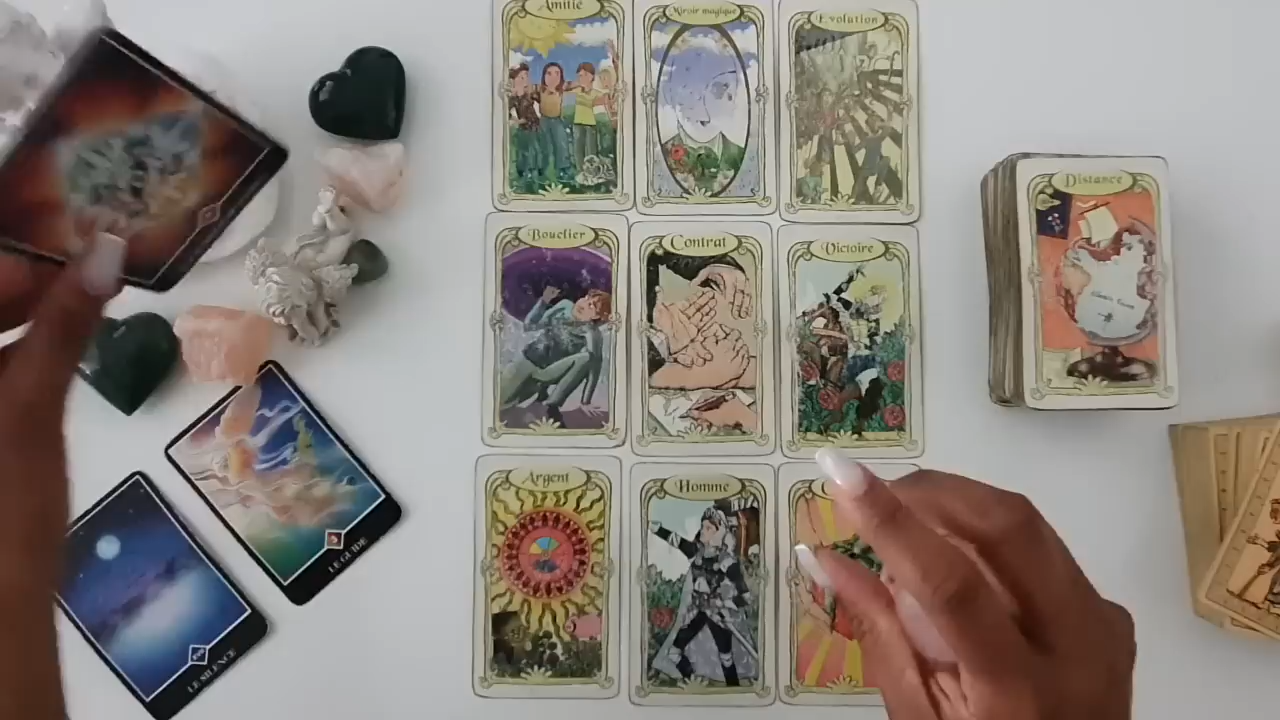 Amitié
Miroir magique
Evolution
Bouclier
Contrat
Victoire
Argent
Homme
Distance
LE GUIDE
LE SILENCE